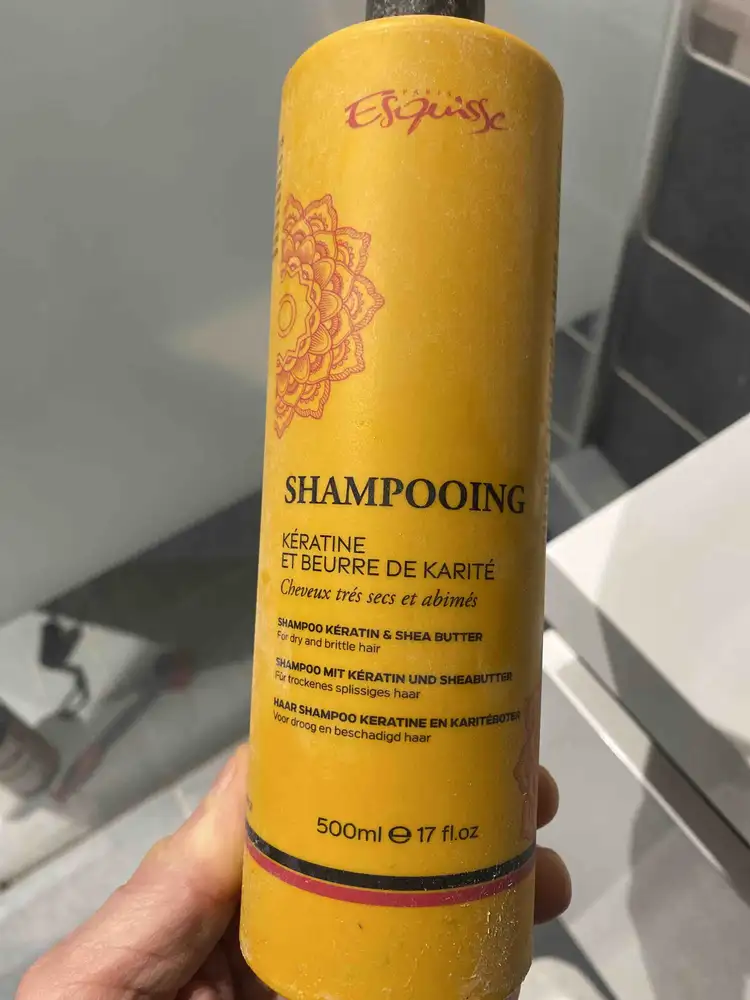 PARIS
Esquisse
SHAMPOOING
KÉRATINE
ET BEURRE DE KARITÉ
Cheveux trés secs et abimés
SHAMPOO KÉRATIN & SHEA BUTTER
For dry and brittle hair
SHAMPOO MIT KÉRATIN UND SHEABUTTER
Für trockenes splissiges haar
HAAR SHAMPOO KERATINE EN KARITÉBOTER
Voor droog en beschadigd haar
500ml e 17 fl.oz